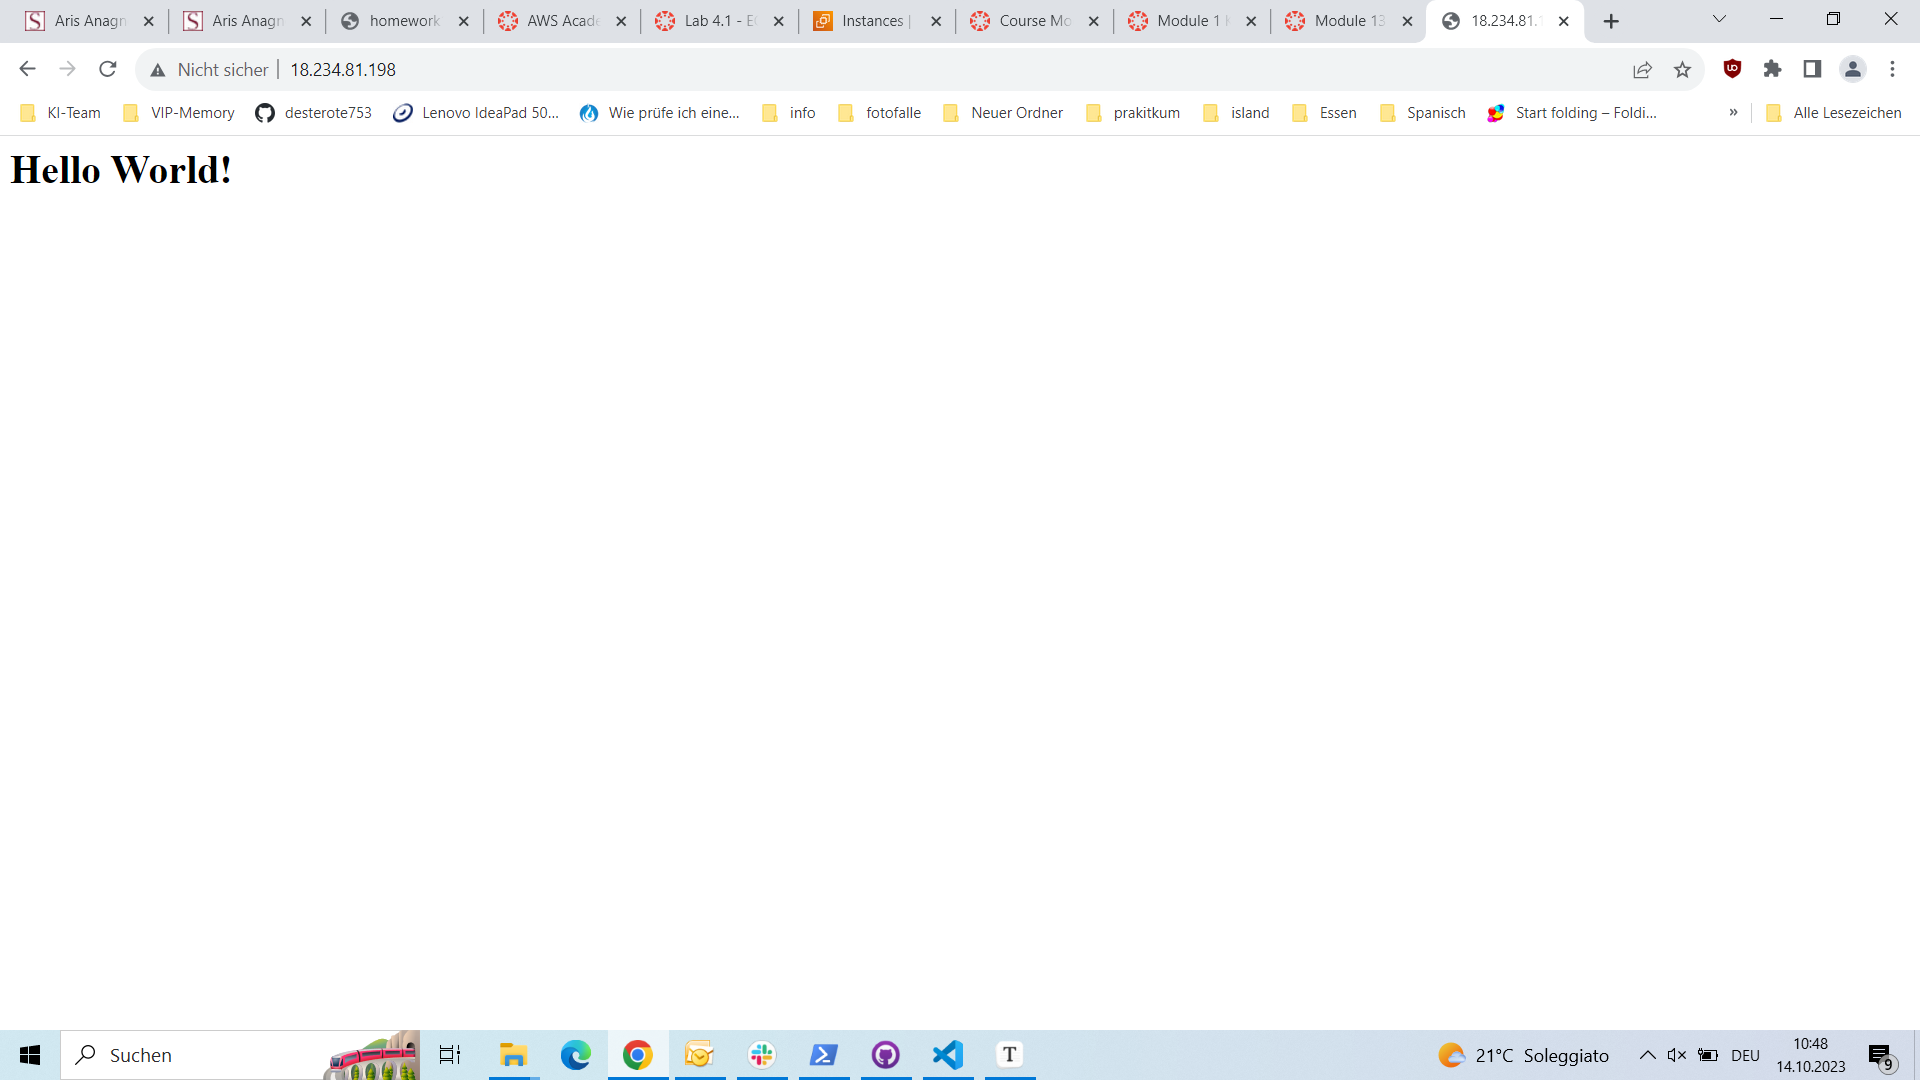 Aris Anagn
Aris Anagn
homework
AWS Acade
Lab 4.1 - EC
Instances |
Course Mo
Module 1 K
Module 13
18.234.81.1
Nicht sicher | 18.234.81.198
KI-Team
VIP-Memory
desterote753
Lenovo IdeaPad 50...
Wie prüfe ich eine...
info
fotofalle
Neuer Ordner
prakitkum
island
Essen
Spanisch
Start folding – Foldi...
»
Alle Lesezeichen
Hello World!
Suchen
21°C Soleggiato
DEU
10:48
14.10.2023
9